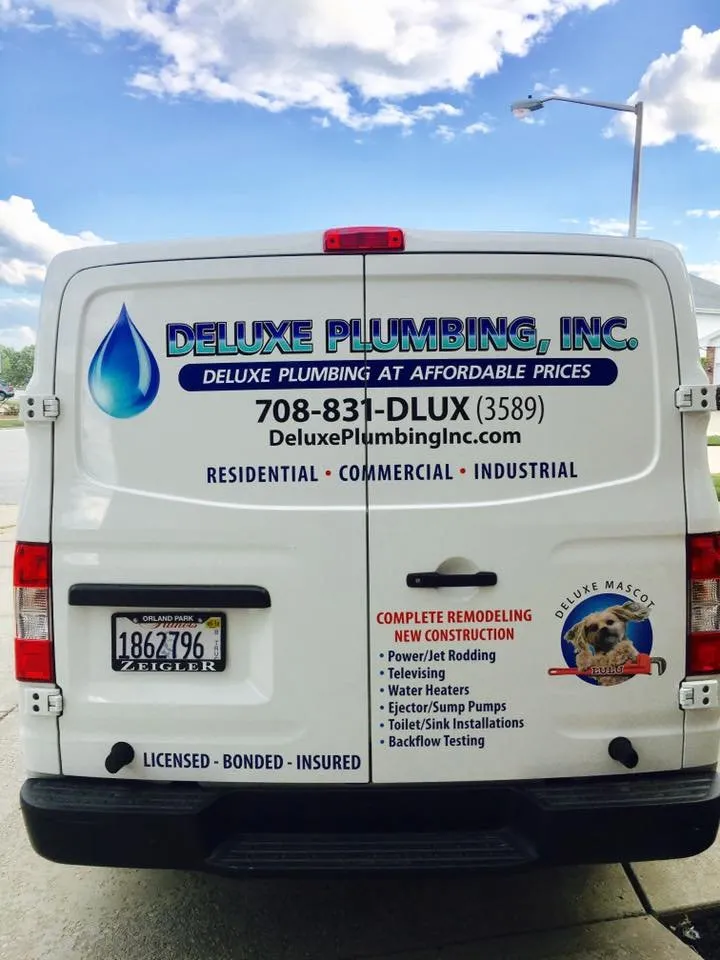 DELUXE PLUMBING, INC.
DELUXE PLUMBING AT AFFORDABLE PRICES
708-831-DLUX (3589)
DeluxePlumbingInc.com
RESIDENTIAL • COMMERCIAL • INDUSTRIAL
ORLAND PARK
Illinois
1862796
ZEIGLER
COMPLETE REMODELING
NEW CONSTRUCTION
• Power/Jet Rodding
• Televising
• Water Heaters
• Ejector/Sump Pumps
• Toilet/Sink Installations
• Backflow Testing
DELUXE MASCOT
LULU
LICENSED - BONDED - INSURED